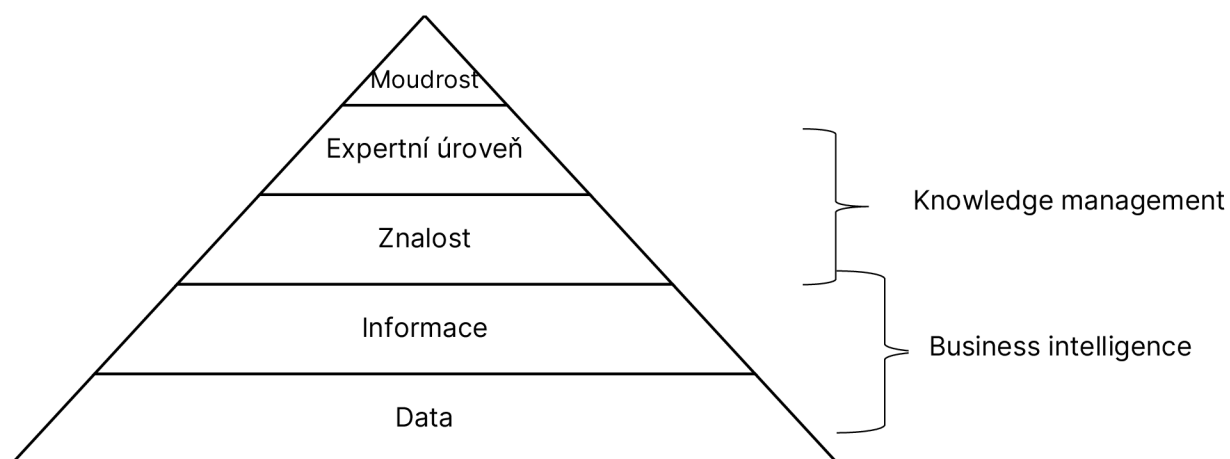 Moudrost
Expertní úroveň
Knowledge management
Znalost
Informace
Business intelligence
Data